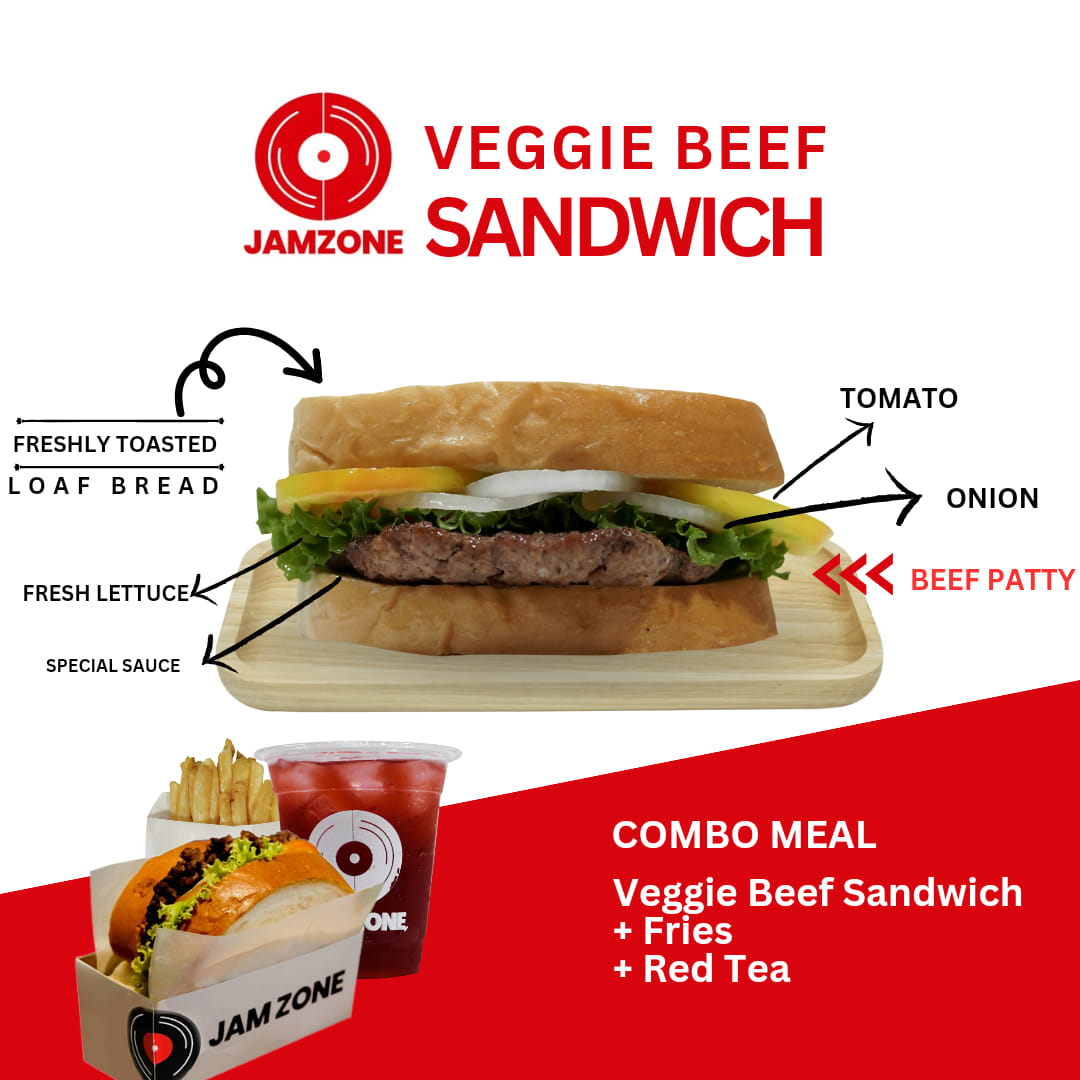 VEGGIE BEEF
SANDWICH
JAMZONE
TOMATO
FRESHLY TOASTED
LOAF BREAD
ONION
BEEF PATTY
FRESH LETTUCE
SPECIAL SAUCE
COMBO MEAL
Veggie Beef Sandwich
+ Fries
+ Red Tea
ONE
JAM ZONE